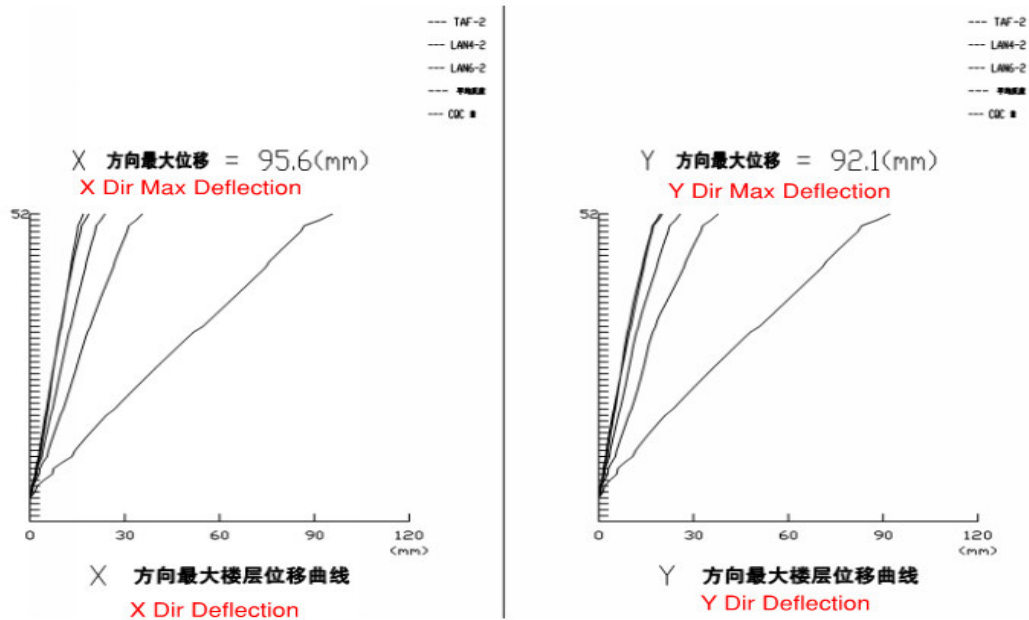 --- TAF-2
--- LAN4-2
--- LAN6-2
--- 平均反应
--- CQC
X 方向最大位移 = 95.6(mm)
X Dir Max Deflection
52
0 30 60 90 120
(mm)
X 方向最大楼层位移曲线
X Dir Deflection
--- TAF-2
--- LAN4-2
--- LAN6-2
---
--- CQC
Y 方向最大位移 = 92.1(mm)
Y Dir Max Deflection
52
0 30 60 90 120
(mm)
Y 方向最大楼层位移曲线
Y Dir Deflection